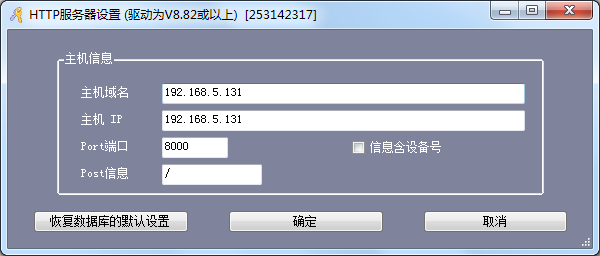 HTTP服务器设置 (驱动为V8.82或以上) [253142317]
主机信息
主机域名 192.168.5.131
主机 IP 192.168.5.131
Port端口 8000 信息含设备号
Post信息 /
恢复数据库的默认设置 确定 取消